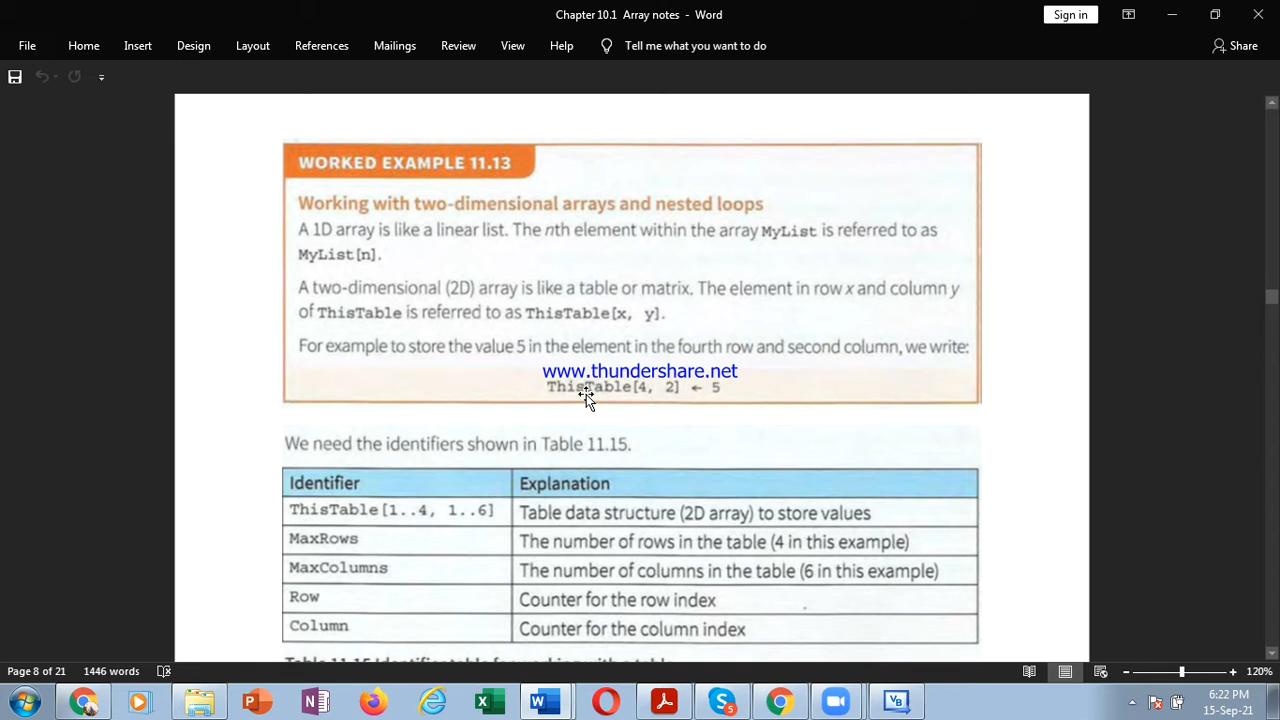 Chapter 10.1 Array notes - Word
Sign in
File Home Insert Design Layout References Mailings Review View Help Tell me what you want to do Share
WORKED EXAMPLE 11.13
Working with two-dimensional arrays and nested loops
A 1D array is like a linear list. The nth element within the array MyList is referred to as
MyList[n].
A two-dimensional (2D) array is like a table or matrix. The element in row x and column y
of ThisTable is referred to as ThisTable[x, y].
For example to store the value 5 in the element in the fourth row and second column, we write:
www.thundershare.net
ThisTable[4, 2] ← 5
We need the identifiers shown in Table 11.15.
Identifier Explanation
ThisTable[1..4, 1..6] Table data structure (2D array) to store values
MaxRows The number of rows in the table (4 in this example)
MaxColumns The number of columns in the table (6 in this example)
Row Counter for the row index
Column Counter for the column index
Table 11.15 Identifier table for working with a table
Page 8 of 21 1446 words 120%
6:22 PM
15-Sep-21